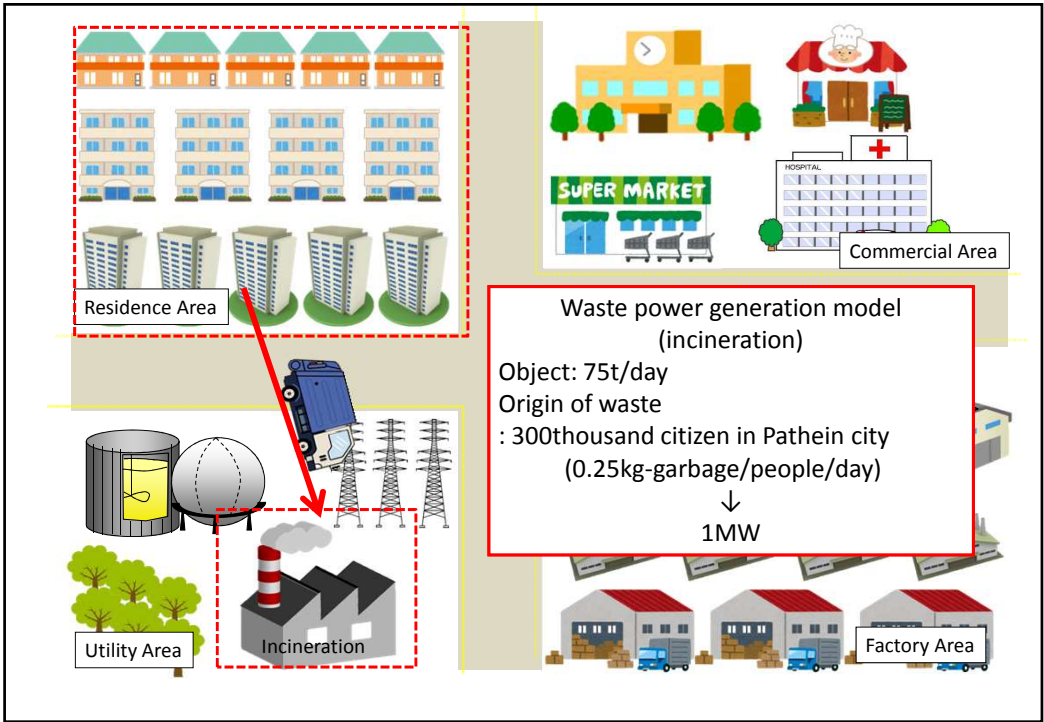 HOSPITAL
SUPER MARKET
Commercial Area
Residence Area
Waste power generation model
(incineration)
Object: 75t/day
Origin of waste
: 300thousand citizen in Pathein city
(0.25kg-garbage/people/day)
↓
1MW
Utility Area
Incineration
Factory Area